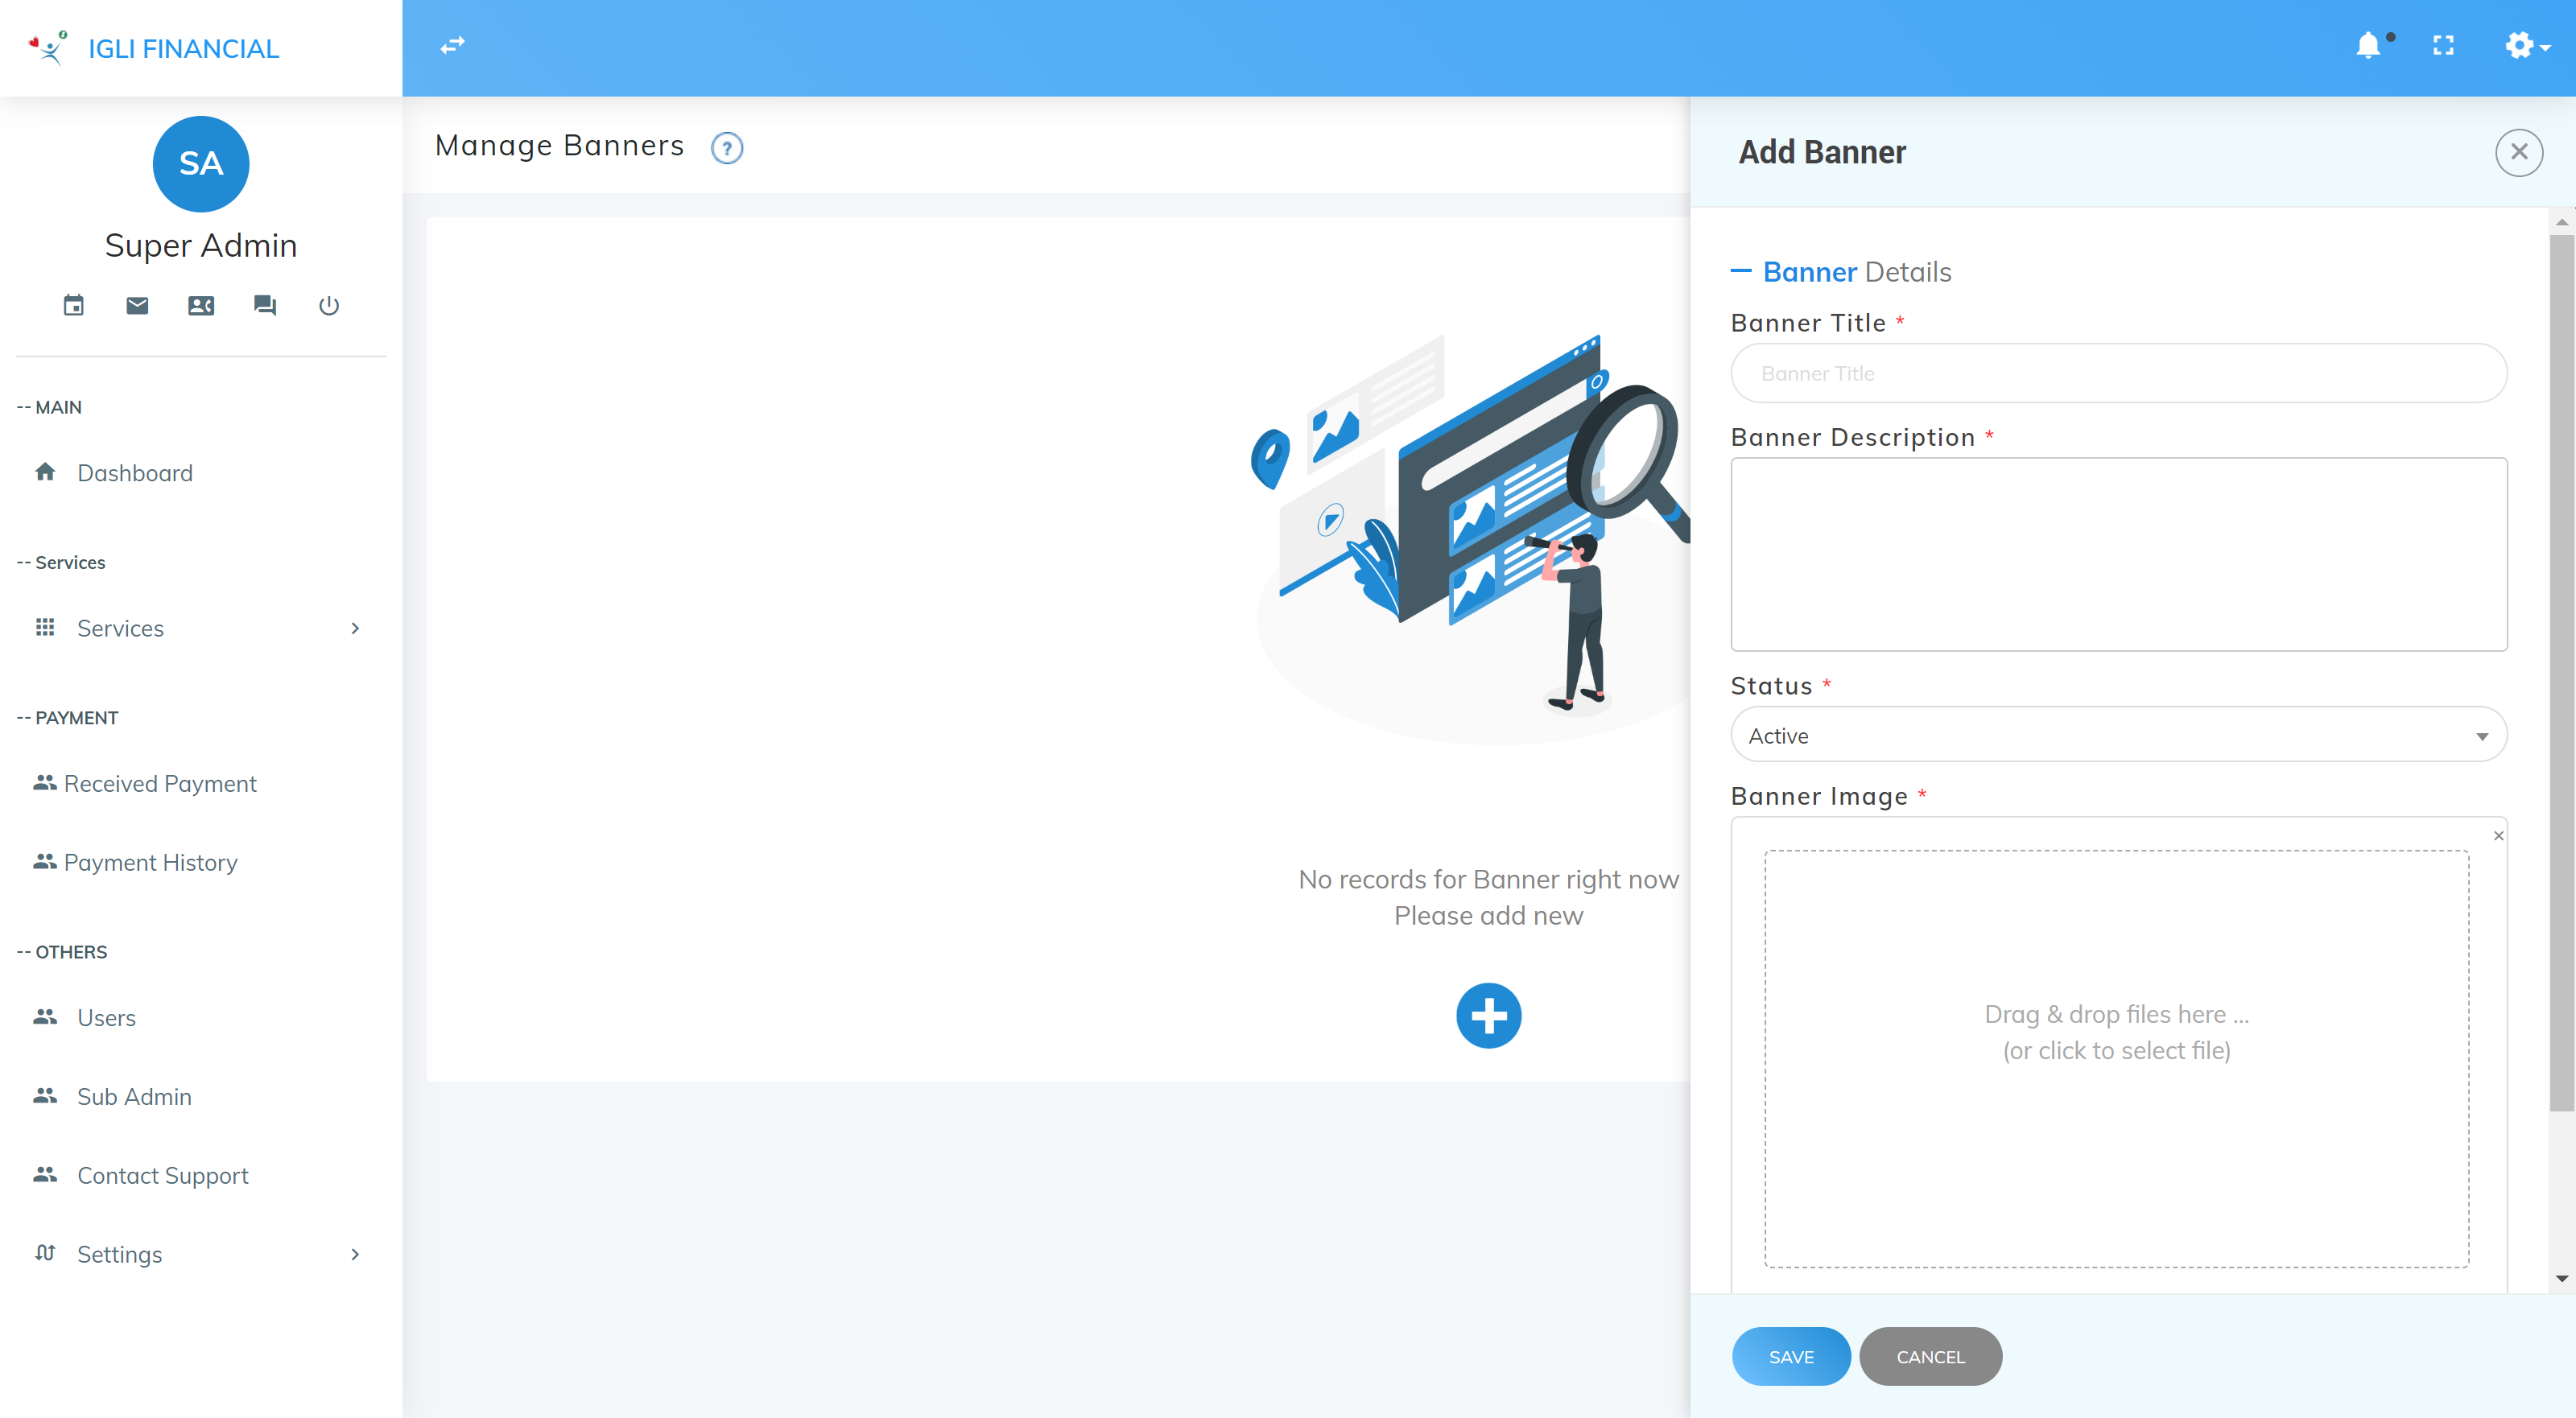 IGLI FINANCIAL
SA
Super Admin
-- MAIN
Dashboard
-- Services
Services
-- PAYMENT
Received Payment
Payment History
-- OTHERS
Users
Sub Admin
Contact Support
Settings
Manage Banners ?
No records for Banner right now
Please add new
Add Banner
Banner Details
Banner Title *
Banner Title
Banner Description *
Status *
Active
Banner Image *
Drag & drop files here ...
(or click to select file)
SAVE CANCEL